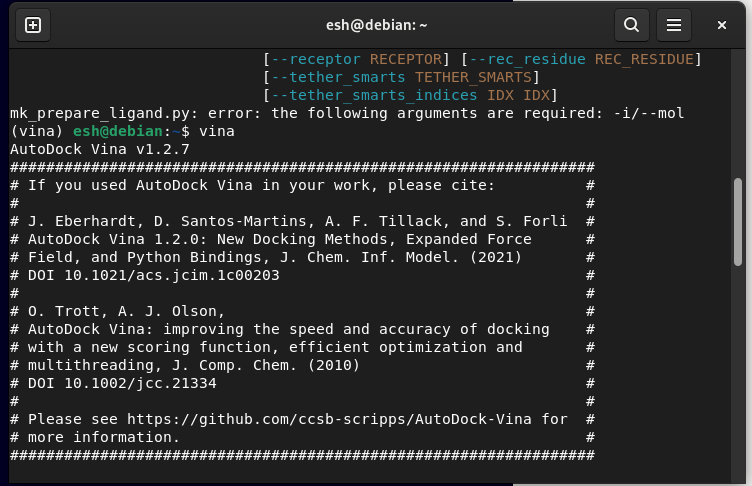 esh@debian: ~
[--receptor RECEPTOR] [--rec_residue REC_RESIDUE]
[--tether_smarts TETHER_SMARTS]
[--tether_smarts_indices IDX IDX]
mk_prepare_ligand.py: error: the following arguments are required: -i/--mol
(vina) esh@debian:~$ vina
AutoDock Vina v1.2.7
#################################################################
# If you used AutoDock Vina in your work, please cite:          #
#                                                               #
# J. Eberhardt, D. Santos-Martins, A. F. Tillack, and S. Forli  #
# AutoDock Vina 1.2.0: New Docking Methods, Expanded Force      #
# Field, and Python Bindings, J. Chem. Inf. Model. (2021)       #
# DOI 10.1021/acs.jcim.1c00203                                  #
#                                                               #
# O. Trott, A. J. Olson,                                        #
# AutoDock Vina: improving the speed and accuracy of docking    #
# with a new scoring function, efficient optimization and       #
# multithreading, J. Comp. Chem. (2010)                         #
# DOI 10.1002/jcc.21334                                         #
#                                                               #
# Please see https://github.com/ccsb-scripps/AutoDock-Vina for  #
# more information.                                             #
#################################################################